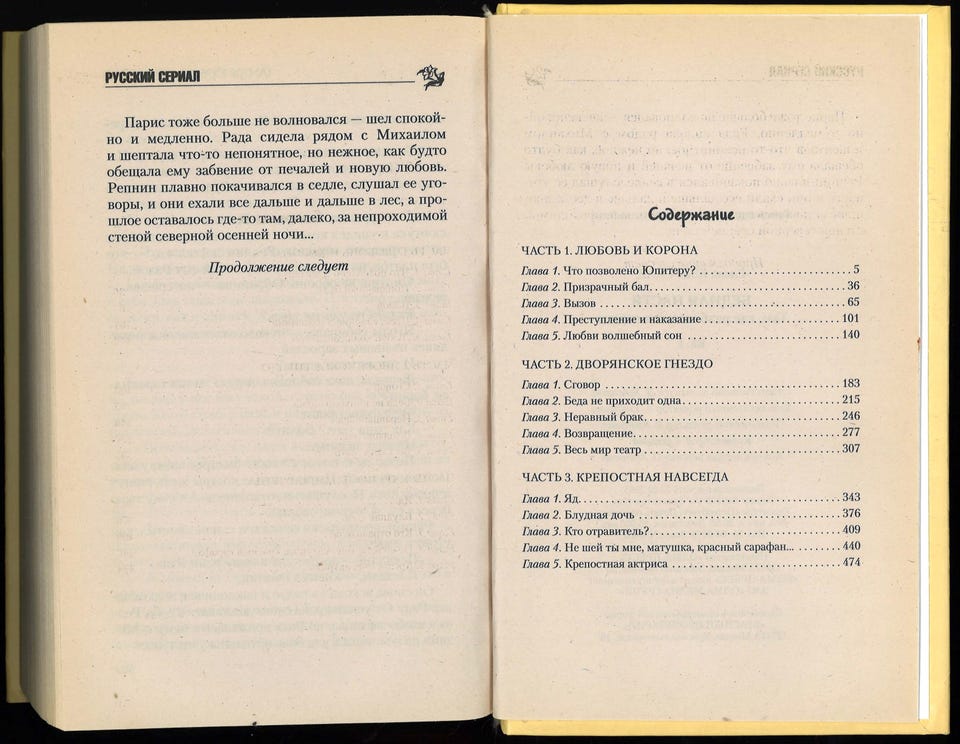 РУССКИЙ СЕРИАЛ
Парис тоже больше не волновался — шел спокой-
но и медленно. Рада сидела рядом с Михаилом
и шептала что-то непонятное, но нежное, как будто
обещала ему забвение от печалей и новую любовь.
Репнин плавно покачивался в седле, слушал ее уго-
воры, и они ехали все дальше и дальше в лес, а про-
шлое оставалось где-то там, далеко, за непроходимой
стеной северной осенней ночи...
Продолжение следует
Содержание
ЧАСТЬ 1. ЛЮБОВЬ И КОРОНА
Глава 1. Что позволено Юпитеру? . . . . . . . . . . . . . . . . . . . . . . . . . 5
Глава 2. Призрачный бал. . . . . . . . . . . . . . . . . . . . . . . . . . . . . . . 36
Глава 3. Вызов . . . . . . . . . . . . . . . . . . . . . . . . . . . . . . . . . . . . . . 65
Глава 4. Преступление и наказание . . . . . . . . . . . . . . . . . . . . . . 101
Глава 5. Любви волшебный сон . . . . . . . . . . . . . . . . . . . . . . . . . 140
ЧАСТЬ 2. ДВОРЯНСКОЕ ГНЕЗДО
Глава 1. Сговор . . . . . . . . . . . . . . . . . . . . . . . . . . . . . . . . . . . . 183
Глава 2. Беда не приходит одна. . . . . . . . . . . . . . . . . . . . . . . . . 215
Глава 3. Неравный брак. . . . . . . . . . . . . . . . . . . . . . . . . . . . . . . 246
Глава 4. Возвращение. . . . . . . . . . . . . . . . . . . . . . . . . . . . . . . . 277
Глава 5. Весь мир театр . . . . . . . . . . . . . . . . . . . . . . . . . . . . . . 307
ЧАСТЬ 3. КРЕПОСТНАЯ НАВСЕГДА
Глава 1. Яд. . . . . . . . . . . . . . . . . . . . . . . . . . . . . . . . . . . . . . . . 343
Глава 2. Блудная дочь . . . . . . . . . . . . . . . . . . . . . . . . . . . . . . . 376
Глава 3. Кто отравитель?. . . . . . . . . . . . . . . . . . . . . . . . . . . . . . 409
Глава 4. Не шей ты мне, матушка, красный сарафан... . . . . . . . . 440
Глава 5. Крепостная актриса . . . . . . . . . . . . . . . . . . . . . . . . . . 474